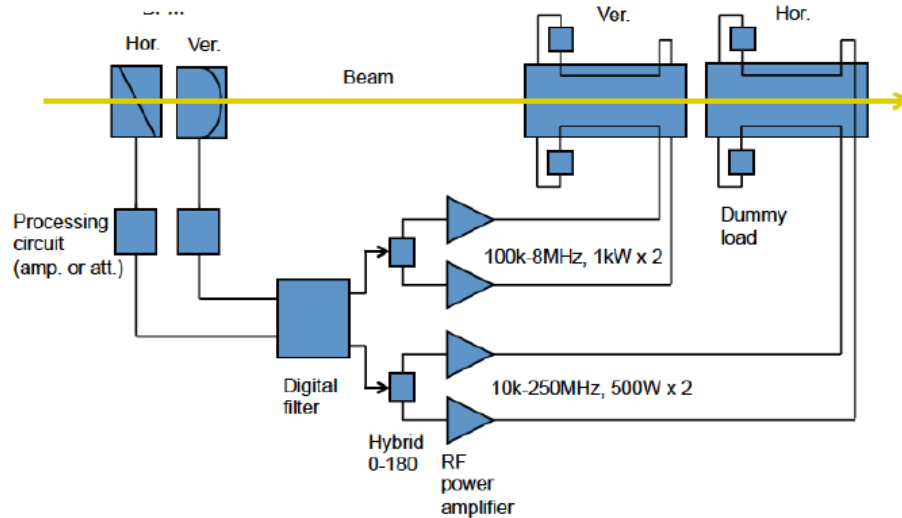 Hor.
Ver.
Beam
Ver.
Hor.
Processing
circuit
(amp. or att.)
Dummy
load
100k-8MHz, 1kW x 2
10k-250MHz, 500W x 2
Digital
filter
Hybrid
0-180
RF
power
amplifier